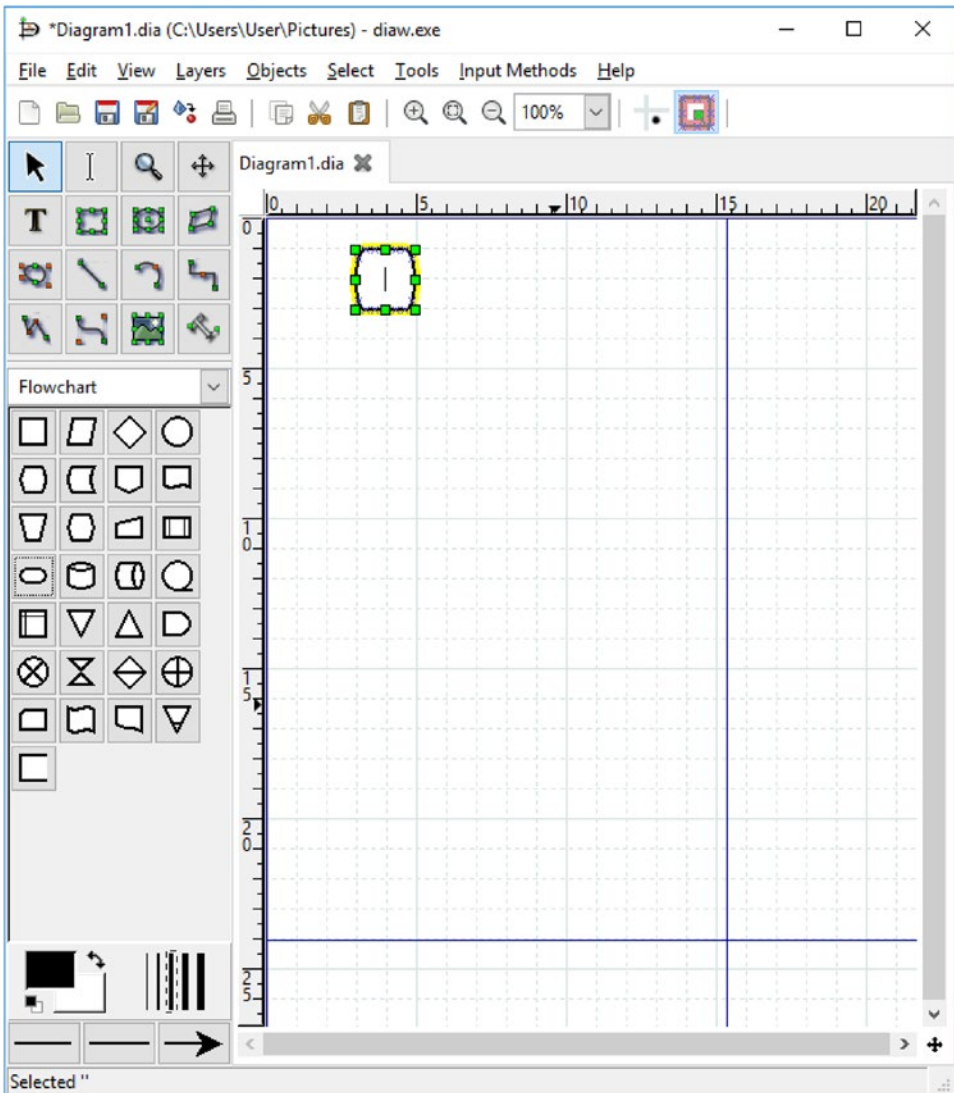 *Diagram1.dia (C:\Users\User\Pictures) - diaw.exe
File Edit View Layers Objects Select Tools Input Methods Help
100%
T
Diagram1.dia
0 5 10 15 20
0
5
10
15
20
25
Flowchart
Selected ''